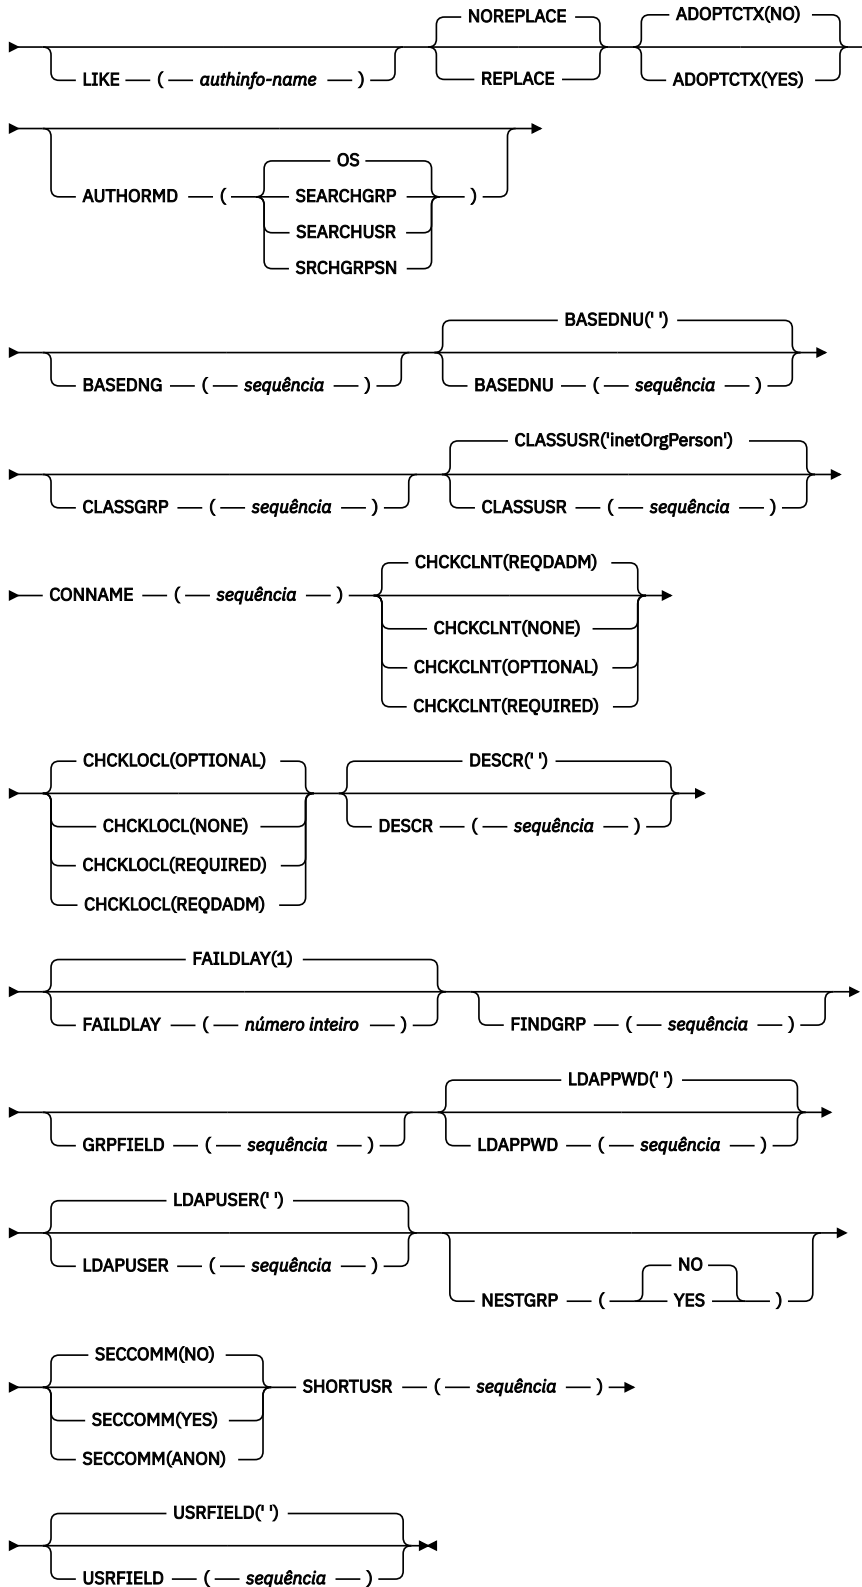 NOREPLACE ADOPTCTX(NO)
LIKE ( authinfo-name ) REPLACE ADOPTCTX(YES)
OS
AUTHORMD ( SEARCHGRP )
SEARCHUSR
SRCHGRPSN
BASEDNU(' ')
BASEDNG ( sequência ) BASEDNU ( sequência )
CLASSUSR('inetOrgPerson')
CLASSGRP ( sequência ) CLASSUSR ( sequência )
CHCKCLNT(REQDADM)
CONNAME ( sequência )
CHCKCLNT(NONE)
CHCKCLNT(OPTIONAL)
CHCKCLNT(REQUIRED)
CHCKLOCL(OPTIONAL) DESCR(' ')
CHCKLOCL(NONE) DESCR ( sequência )
CHCKLOCL(REQUIRED)
CHCKLOCL(REQDADM)
FAILDLAY(1)
FAILDLAY ( número inteiro ) FINDGRP ( sequência )
LDAPPWD(' ')
GRPFIELD ( sequência ) LDAPPWD ( sequência )
LDAPUSER(' ')
LDAPUSER ( sequência ) NO
NESTGRP ( YES )
SECCOMM(NO)
SHORTUSR ( sequência )
SECCOMM(YES)
SECCOMM(ANON)
USRFIELD(' ')
USRFIELD ( sequência )